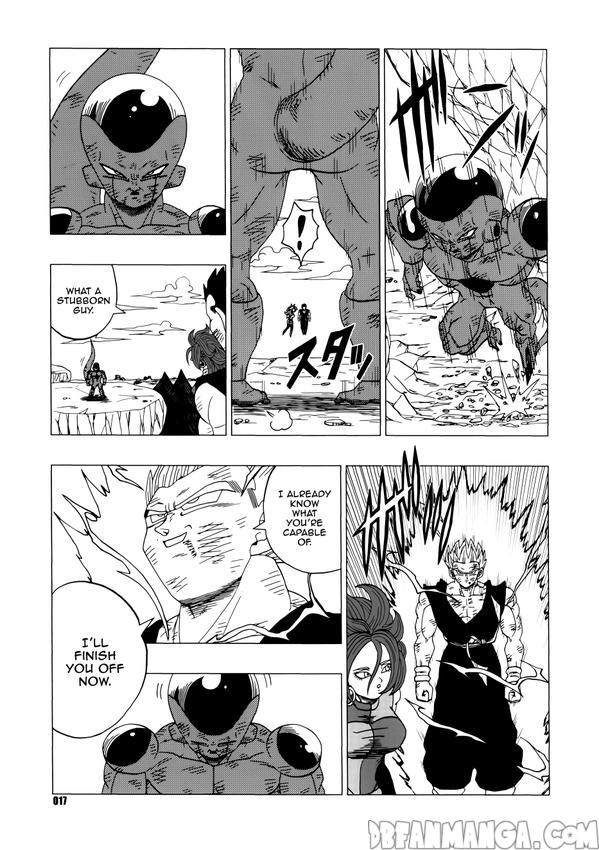 スタッ
!
WHAT A
STUBBORN
GUY.
I ALREADY
KNOW
WHAT
YOU'RE
CAPABLE
OF.
I'LL
FINISH
YOU OFF
NOW.
017
DBFANMANGA.COM